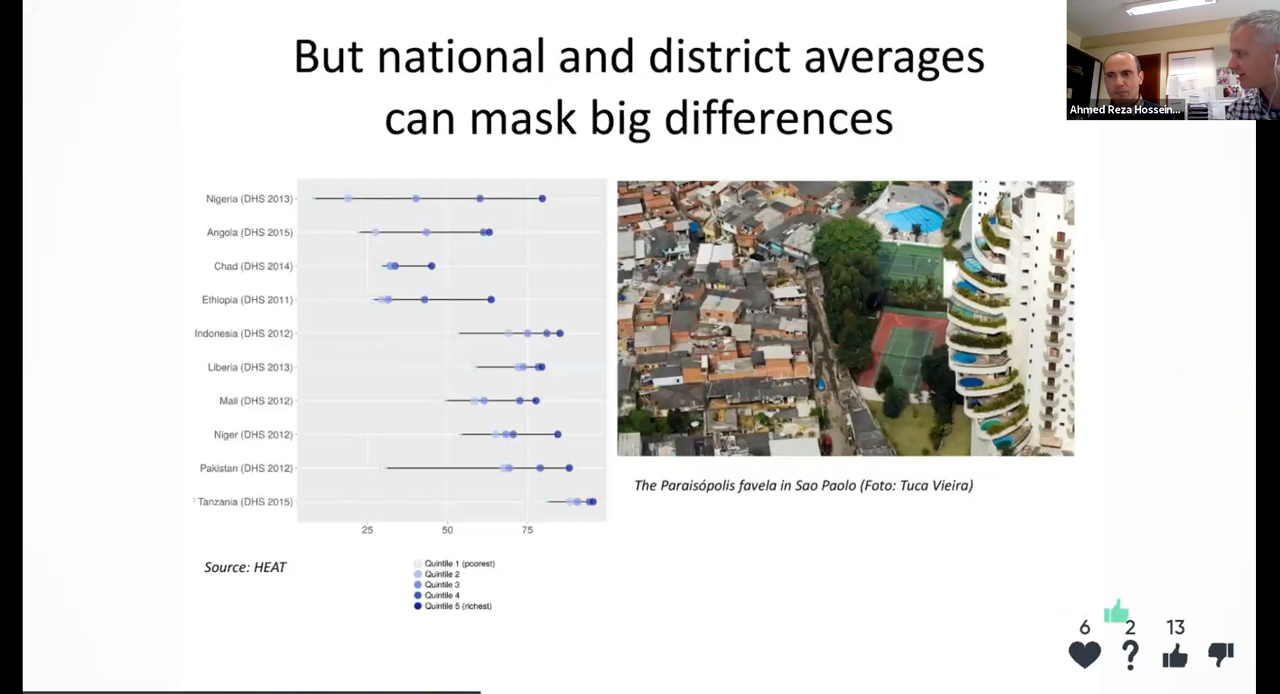 But national and district averages
can mask big differences
Ahmed Reza Hossein...
Nigeria (DHS 2013)
Angola (DHS 2015)
Chad (DHS 2014)
Ethiopia (DHS 2011)
Indonesia (DHS 2012)
Liberia (DHS 2013)
Mali (DHS 2012)
Niger (DHS 2012)
Pakistan (DHS 2012)
Tanzania (DHS 2015)
25 50 75
The Paraisópolis favela in Sao Paolo (Foto: Tuca Vieira)
Source: HEAT
Quintile 1 (poorest)
Quintile 2
Quintile 3
Quintile 4
Quintile 5 (richest)
6 2 13